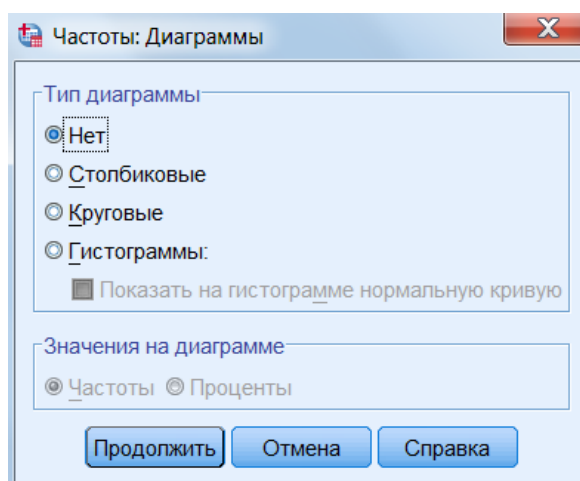 Частоты: Диаграммы
Тип диаграммы
Нет
Столбиковые
Круговые
Гистограммы:
Показать на гистограмме нормальную кривую
Значения на диаграмме
Частоты Проценты
Продолжить Отмена Справка